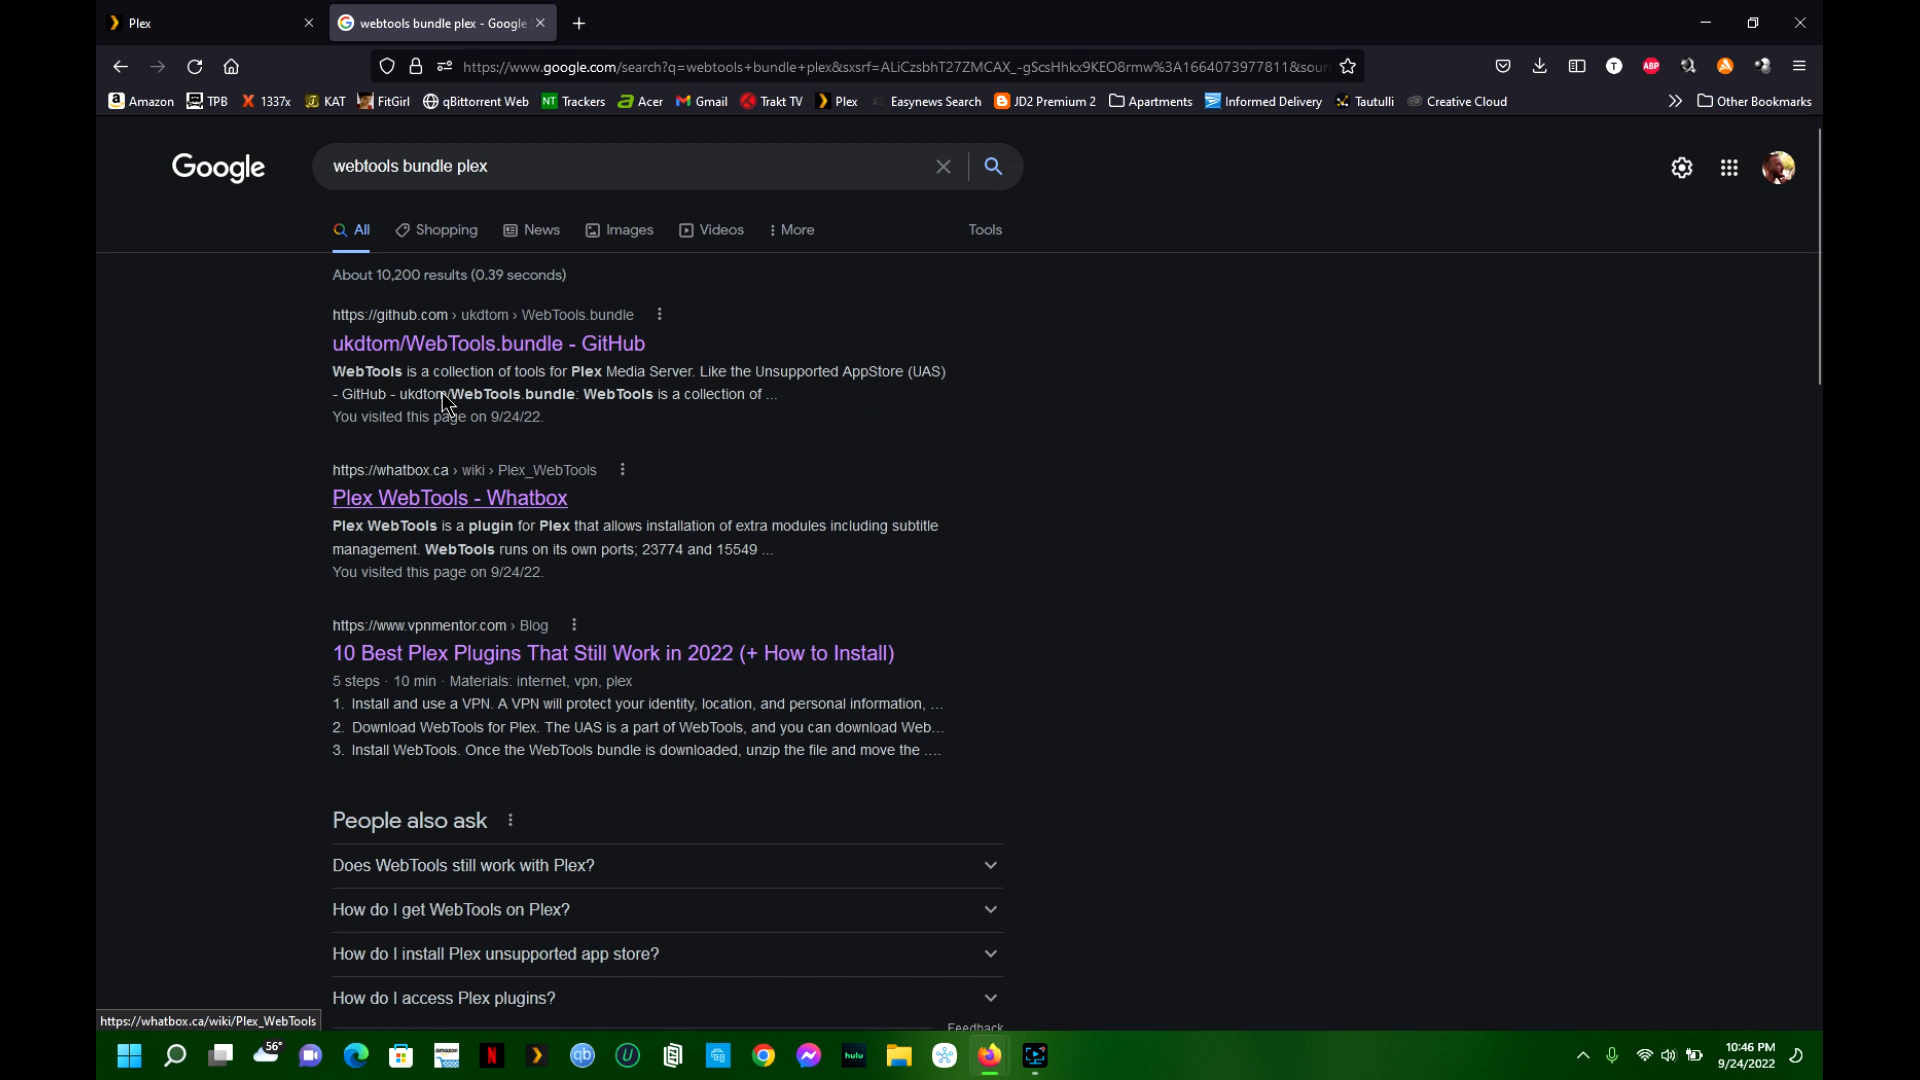 Plex
webtools bundle plex - Google
https://www.google.com/search?q=webtools+bundle+plex&sxsrf=ALiCzsbhT27ZMCAX_-gScsHhkx9KEO8rmw%3A1664073977811&sour
Amazon TPB 1337x KAT FitGirl qBittorrent Web NT Trackers Acer Gmail Trakt TV Plex Easynews Search JD2 Premium 2 Apartments Informed Delivery Tautulli Creative Cloud Other Bookmarks
Google
webtools bundle plex
All Shopping News Images Videos More Tools
About 10,200 results (0.39 seconds)
https://github.com › ukdtom › WebTools.bundle
ukdtom/WebTools.bundle - GitHub
WebTools is a collection of tools for Plex Media Server. Like the Unsupported AppStore (UAS)
- GitHub - ukdtom/WebTools.bundle: WebTools is a collection of ...
You visited this page on 9/24/22.
https://whatbox.ca › wiki › Plex_WebTools
Plex WebTools - Whatbox
Plex WebTools is a plugin for Plex that allows installation of extra modules including subtitle
management. WebTools runs on its own ports; 23774 and 15549 ...
You visited this page on 9/24/22.
https://www.vpnmentor.com › Blog
10 Best Plex Plugins That Still Work in 2022 (+ How to Install)
5 steps · 10 min · Materials: internet, vpn, plex
1. Install and use a VPN. A VPN will protect your identity, location, and personal information, ...
2. Download WebTools for Plex. The UAS is a part of WebTools, and you can download Web...
3. Install WebTools. Once the WebTools bundle is downloaded, unzip the file and move the ....
People also ask
Does WebTools still work with Plex?
How do I get WebTools on Plex?
How do I install Plex unsupported app store?
How do I access Plex plugins?
Feedback
https://whatbox.ca/wiki/Plex_WebTools
56°
amazon
N
qb
hulu
10:46 PM
9/24/2022